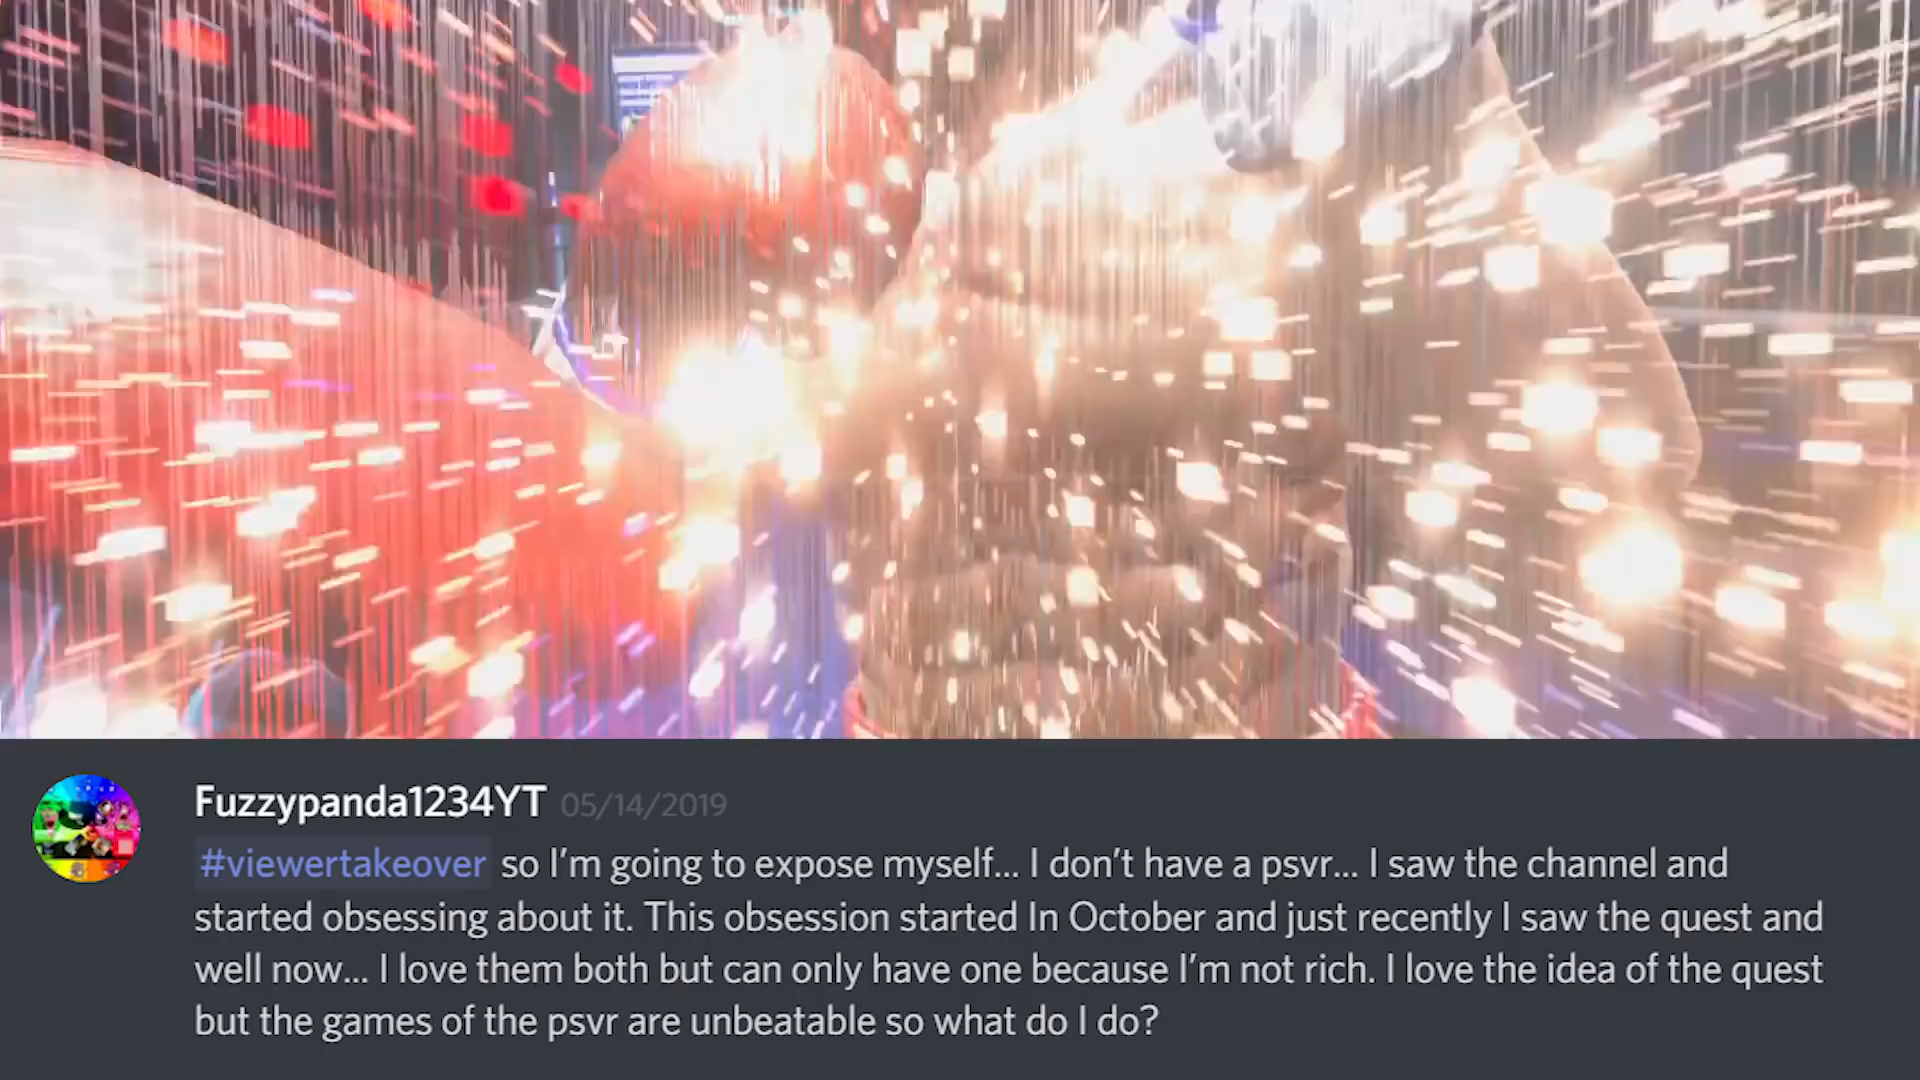 Fuzzypanda1234YT 05/14/2019
#viewertakeover so I'm going to expose myself... I don't have a psvr... I saw the channel and
started obsessing about it. This obsession started In October and just recently I saw the quest and
well now... I love them both but can only have one because I'm not rich. I love the idea of the quest
but the games of the psvr are unbeatable so what do I do?